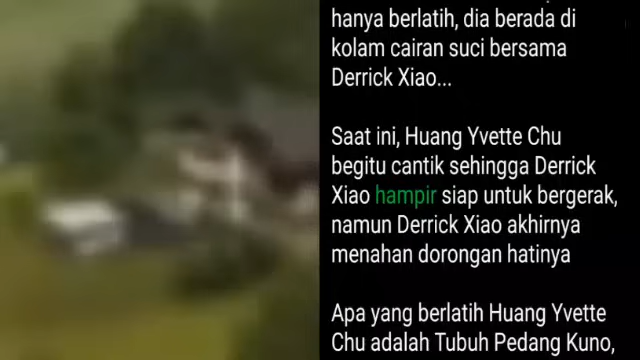 hanya berlatih, dia berada di
kolam cairan suci bersama
Derrick Xiao...
Saat ini, Huang Yvette Chu
begitu cantik sehingga Derrick
Xiao hampir siap untuk bergerak,
namun Derrick Xiao akhirnya
menahan dorongan hatinya
Apa yang berlatih Huang Yvette
Chu adalah Tubuh Pedang Kuno,